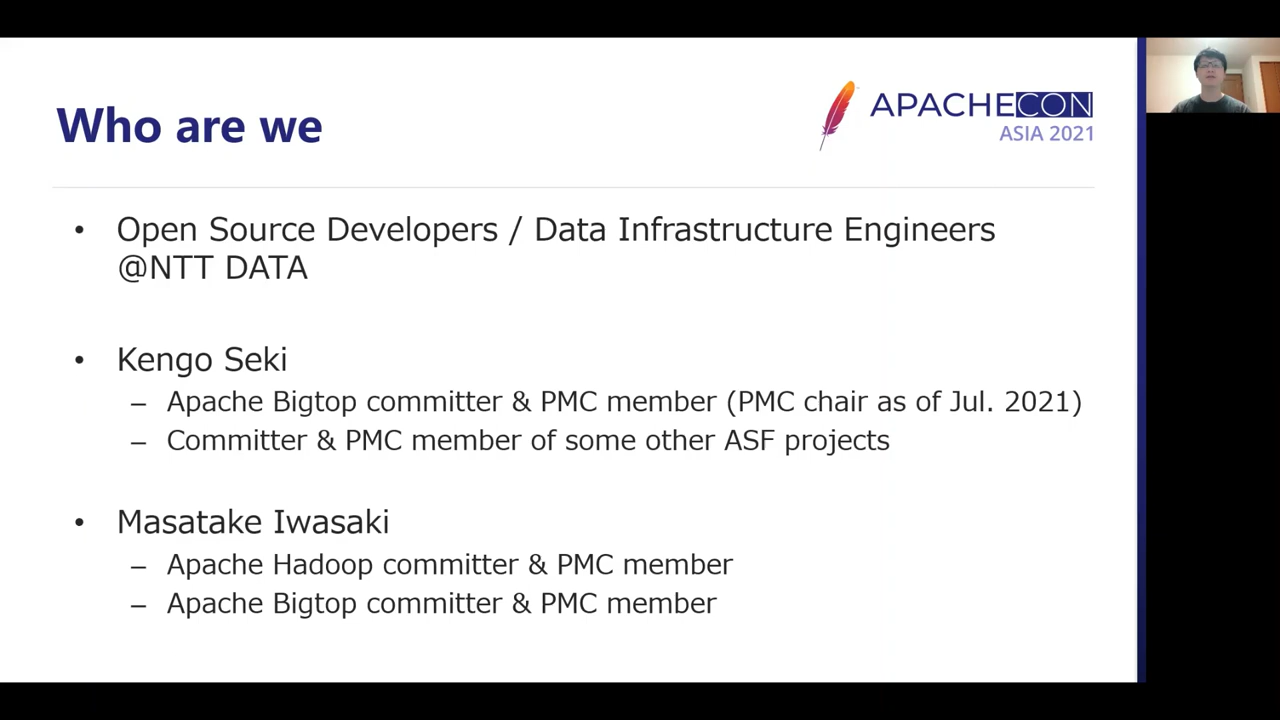 Who are we
APACHECON
ASIA 2021
• Open Source Developers / Data Infrastructure Engineers
@NTT DATA
• Kengo Seki
– Apache Bigtop committer & PMC member (PMC chair as of Jul. 2021)
– Committer & PMC member of some other ASF projects
• Masatake Iwasaki
– Apache Hadoop committer & PMC member
– Apache Bigtop committer & PMC member